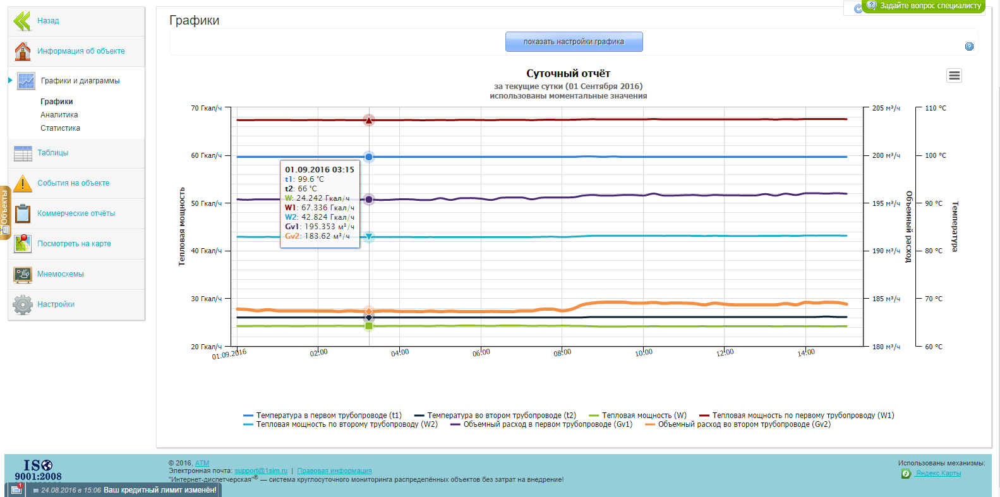 Задайте вопрос специалисту
Назад
Информация об объекте
Графики и диаграммы
Графики
Аналитика
Статистика
Таблицы
События на объекте
Коммерческие отчёты
Посмотреть на карте
Мнемосхемы
Настройки
Объекты
Графики
показать настройки графика
Суточный отчёт
за текущие сутки (01 Сентября 2016)
использованы моментальные значения
Тепловая мощность
70 Гкал/ч
60 Гкал/ч
50 Гкал/ч
40 Гкал/ч
30 Гкал/ч
20 Гкал/ч
01.09.2016 03:15
t1: 99.6 °C
t2: 66 °C
W: 24.242 Гкал/ч
W1: 67.336 Гкал/ч
W2: 42.824 Гкал/ч
Gv1: 195.353 м³/ч
Gv2: 183.62 м³/ч
205 м³/ч
200 м³/ч
195 м³/ч
190 м³/ч
185 м³/ч
180 м³/ч
Объемный расход
110 °C
100 °C
90 °C
80 °C
70 °C
60 °C
Температура
01.09.2016 02:00 04:00 06:00 08:00 10:00 12:00 14:00
Температура в первом трубопроводе (t1) Температура во втором трубопроводе (t2) Тепловая мощность (W) Тепловая мощность по первому трубопроводу (W1)
Тепловая мощность по второму трубопроводу (W2) Объемный расход в первом трубопроводе (Gv1) Объемный расход во втором трубопроводе (Gv2)
ISO
9001:2008
© 2016, АТМ
Электронная почта: support@1sim.ru | Правовая информация
"Интернет-диспетчерская"® — система круглосуточного мониторинга распределённых объектов без затрат на внедрение!
Использованы механизмы:
Яндекс.Карты
1
24.08.2016 в 15:06 Ваш кредитный лимит изменён!